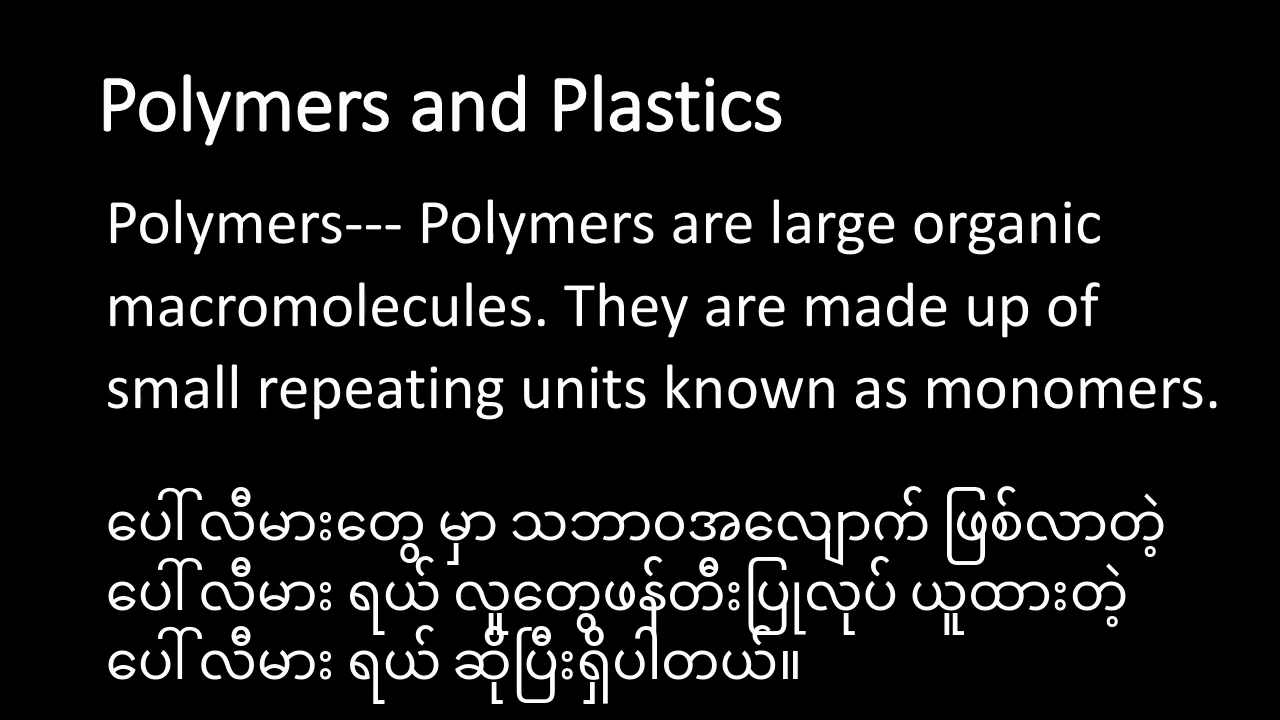 Polymers and Plastics
Polymers--- Polymers are large organic
macromolecules. They are made up of
small repeating units known as monomers.
ပေါ်လီမားတွေ မှာ သဘာဝအလျောက် ဖြစ်လာတဲ့
ပေါ်လီမား ရယ် လူတွေဖန်တီးပြုလုပ် ယူထားတဲ့
ပေါ်လီမား ရယ် ဆိုပြီးရှိပါတယ်။